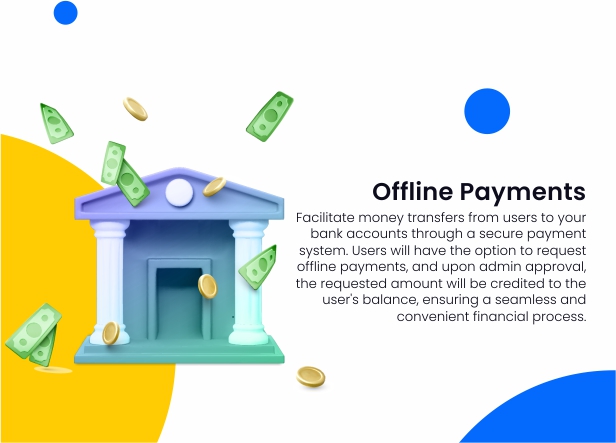 Offline Payments
Facilitate money transfers from users to your
bank accounts through a secure payment
system. Users will have the option to request
offline payments, and upon admin approval,
the requested amount will be credited to the
user's balance, ensuring a seamless and
convenient financial process.